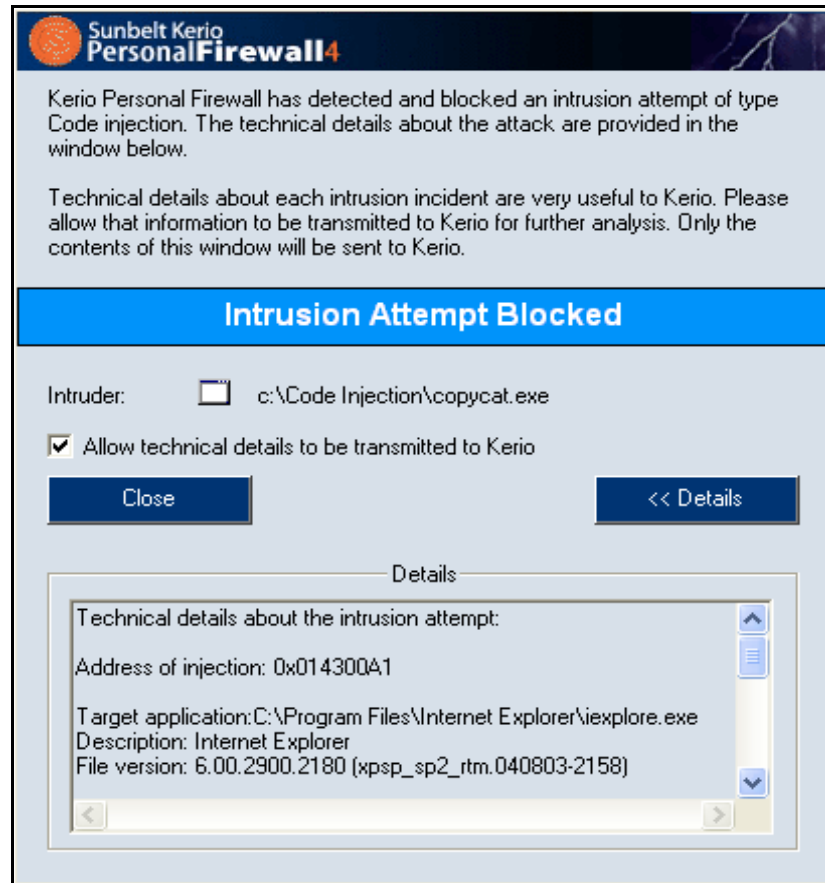 Sunbelt Kerio
PersonalFirewall4
Kerio Personal Firewall has detected and blocked an intrusion attempt of type
Code injection. The technical details about the attack are provided in the
window below.
Technical details about each intrusion incident are very useful to Kerio. Please
allow that information to be transmitted to Kerio for further analysis. Only the
contents of this window will be sent to Kerio.
Intrusion Attempt Blocked
Intruder: c:\Code Injection\copycat.exe
Allow technical details to be transmitted to Kerio
Close << Details
Details
Technical details about the intrusion attempt:
Address of injection: 0x014300A1
Target application:C:\Program Files\Internet Explorer\iexplore.exe
Description: Internet Explorer
File version: 6.00.2900.2180 (xpsp_sp2_rtm.040803-2158)